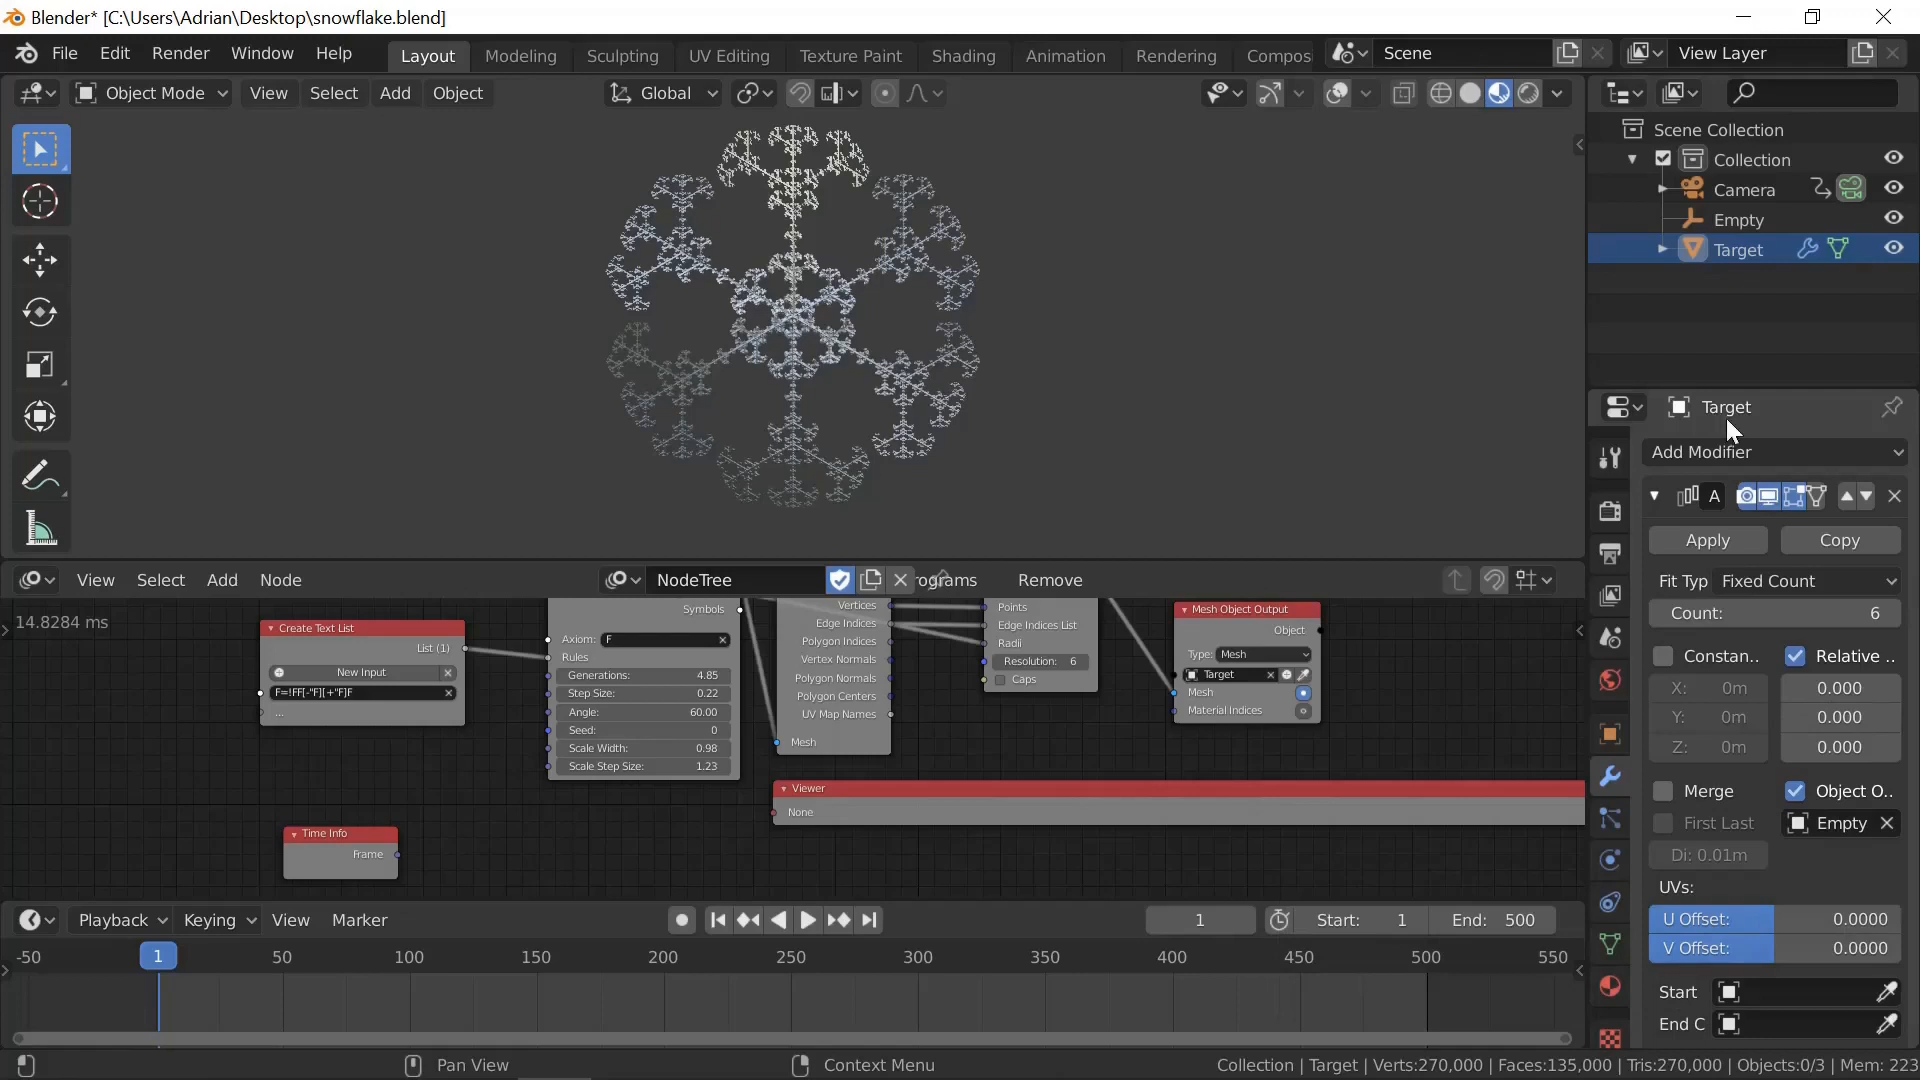 Blender* [C:\Users\Adrian\Desktop\snowflake.blend]
File Edit Render Window Help Layout Modeling Sculpting UV Editing Texture Paint Shading Animation Rendering Compos Scene View Layer
Object Mode View Select Add Object Global
Scene Collection
Collection
Camera
Empty
Target
Target
Add Modifier
A
Apply Copy
Fit Typ Fixed Count
Count: 6
Constan.. Relative ..
X: 0m 0.000
Y: 0m 0.000
Z: 0m 0.000
Merge Object O..
First Last Empty
Di: 0.01m
UVs:
U Offset: 0.0000
V Offset: 0.0000
Start
End C
View Select Add Node NodeTree rograms Remove
14.8284 ms
Create Text List
List (1)
New Input
F=!FF[-"F][+"F]F
...
Time Info
Frame
Symbols
Axiom: F
Rules
Generations: 4.85
Step Size: 0.22
Angle: 60.00
Seed: 0
Scale Width: 0.98
Scale Step Size: 1.23
Vertices
Edge Indices
Polygon Indices
Vertex Normals
Polygon Normals
Polygon Centers
UV Map Names
Mesh
Points
Edge Indices List
Radii
Resolution: 6
Caps
Mesh Object Output
Object
Type: Mesh
Target
Mesh
Material Indices
Viewer
None
Playback Keying View Marker 1 Start: 1 End: 500
-50 1 50 100 150 200 250 300 350 400 450 500 550
Pan View Context Menu Collection | Target | Verts:270,000 | Faces:135,000 | Tris:270,000 | Objects:0/3 | Mem: 223